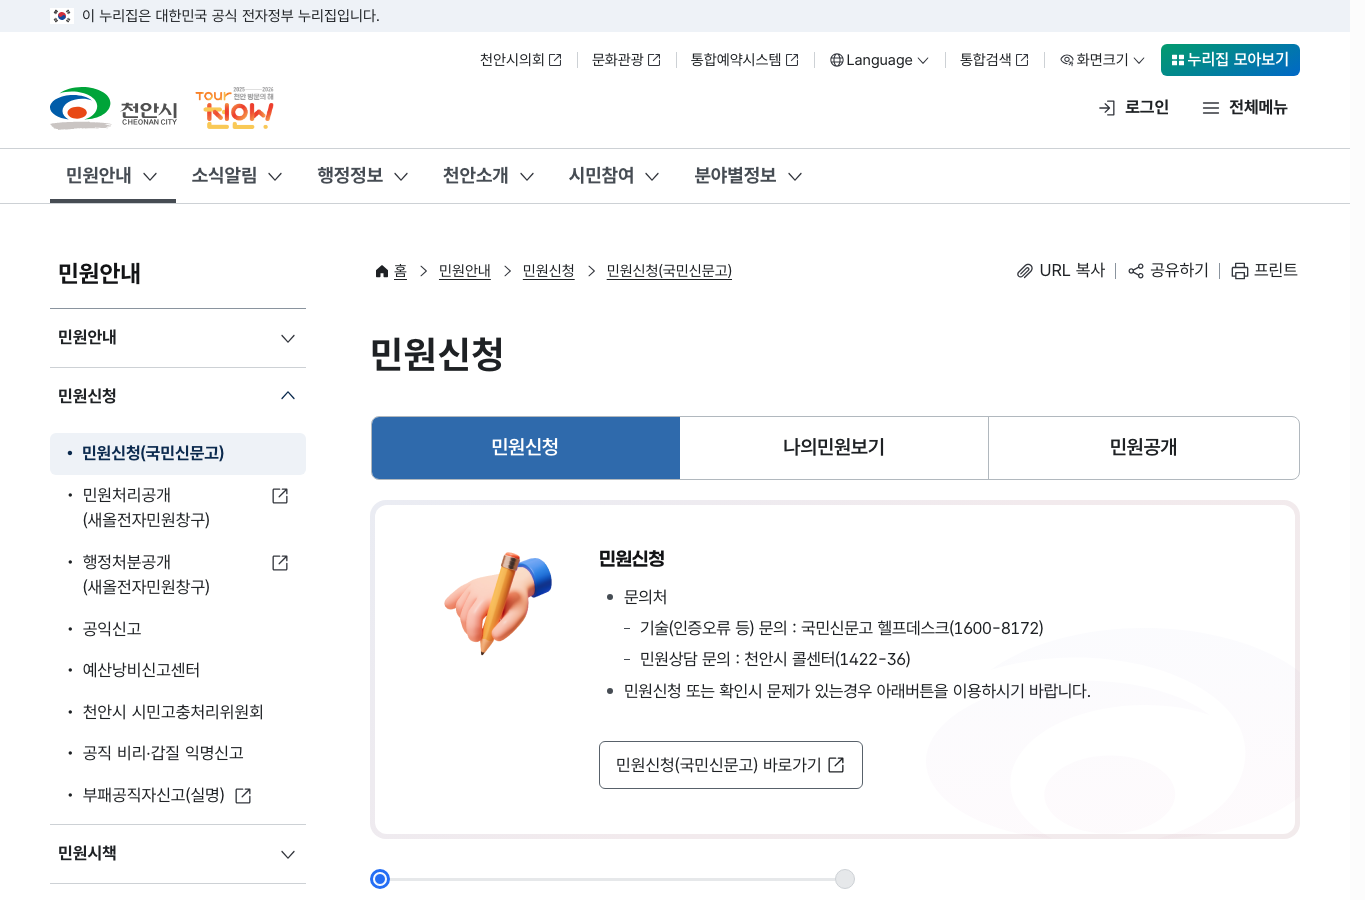 이 누리집은 대한민국 공식 전자정부 누리집입니다.
천안시의회 문화관광 통합예약시스템 Language 통합검색 화면크기 누리집 모아보기
천안시
CHEONAN CITY
TOUR 2025 2026
천안 방문의 해
천안 NOW!
로그인 전체메뉴
민원안내 소식알림 행정정보 천안소개 시민참여 분야별정보
민원안내
민원안내
민원신청
민원신청(국민신문고)
민원처리공개
(새올전자민원창구)
행정처분공개
(새올전자민원창구)
공익신고
예산낭비신고센터
천안시 시민고충처리위원회
공직 비리·갑질 익명신고
부패공직자신고(실명)
민원시책
홈 민원안내 민원신청 민원신청(국민신문고)
URL 복사 공유하기 프린트
민원신청
민원신청 나의민원보기 민원공개
민원신청
문의처
- 기술(인증오류 등) 문의 : 국민신문고 헬프데스크(1600-8172)
- 민원상담 문의 : 천안시 콜센터(1422-36)
민원신청 또는 확인시 문제가 있는경우 아래버튼을 이용하시기 바랍니다.
민원신청(국민신문고) 바로가기